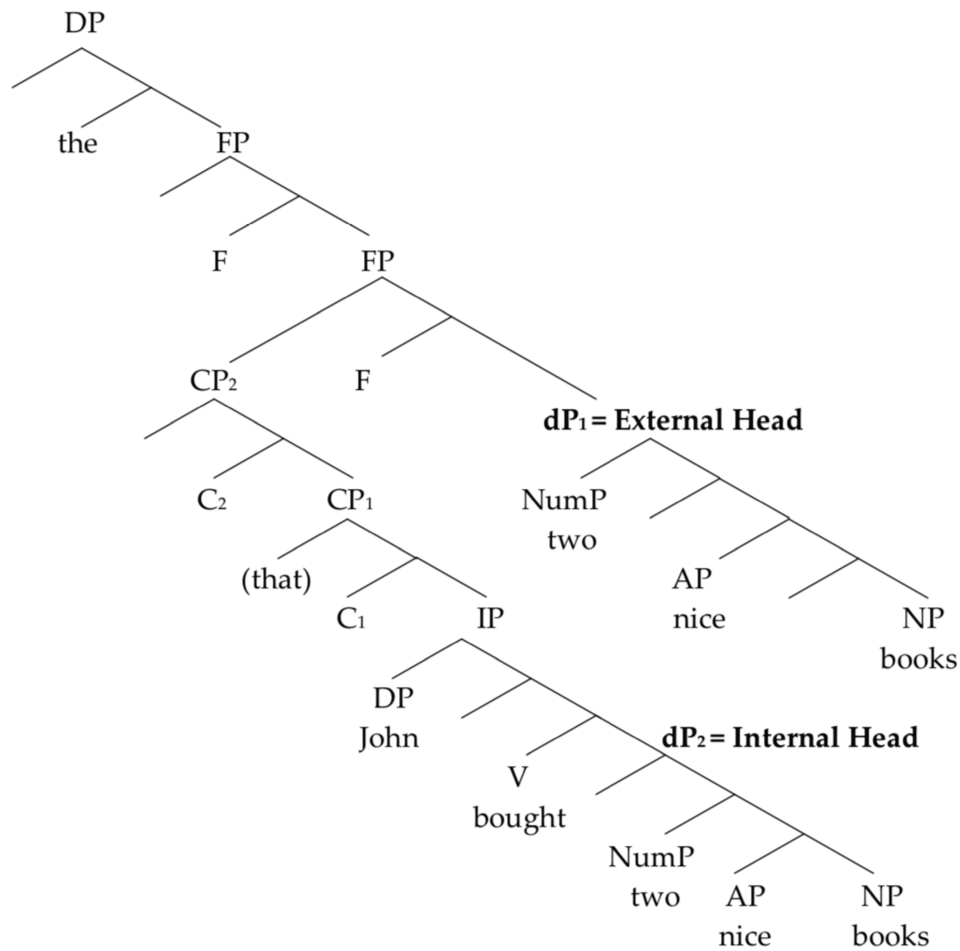 DP
the FP
F FP
CP₂ F
dP₁ = External Head
C₂ CP₁ NumP
two
(that) AP
C₁ IP nice NP
books
DP
John dP₂ = Internal Head
V
bought
NumP
two AP NP
nice books